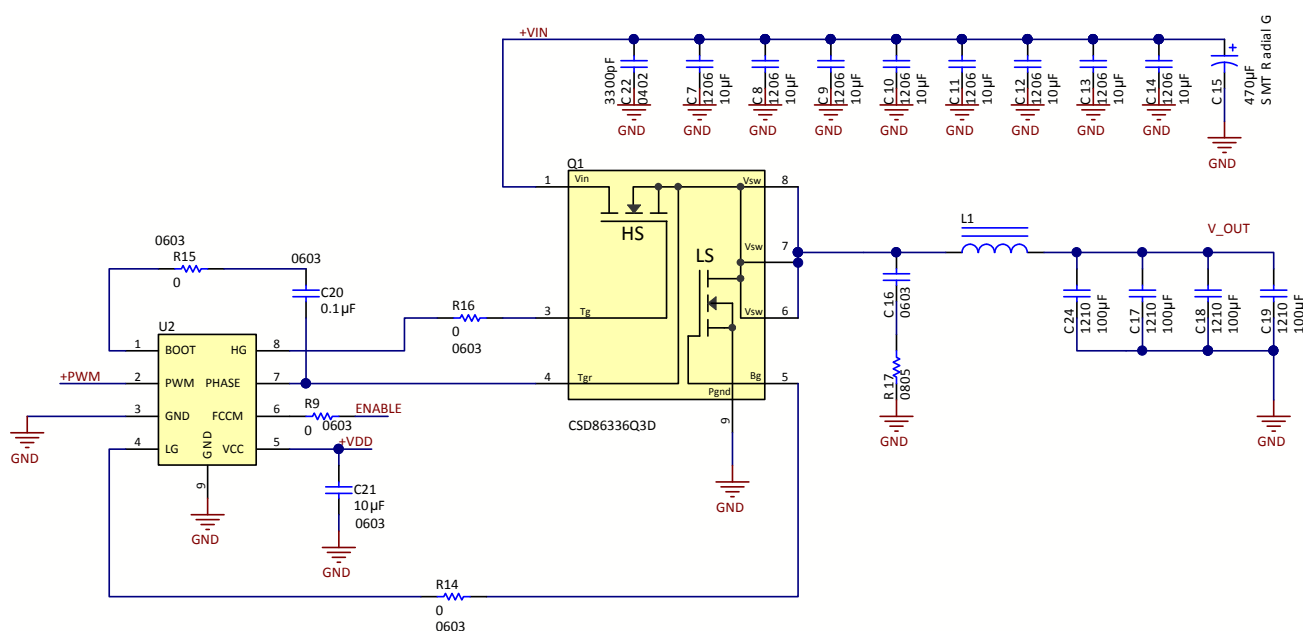 +VIN
3300pF
C22
0402
GND
C7
1206
10µF
GND
C8
1206
10µF
GND
C9
1206
10µF
GND
C10
1206
10µF
GND
C11
1206
10µF
GND
C12
1206
10µF
GND
C13
1206
10µF
GND
C14
1206
10µF
GND
C15
470µF
SMT Radial G
GND
Q1
1
Vin
HS
LS
Vsw
8
Vsw
7
Vsw
6
3
Tg
4
Tgr
Bg
5
Pgnd
9
CSD86336Q3D
GND
L1
V_OUT
C16
0603
R17
0805
GND
C24
1210
100µF
C17
1210
100µF
C18
1210
100µF
C19
1210
100µF
GND
0603
R15
0
0603
C20
0.1µF
R16
0
0603
U2
1
BOOT
HG
8
+PWM
2
PWM
PHASE
7
3
GND
FCCM
6
4
LG
GND
VCC
5
9
GND
GND
R9
0
0603
ENABLE
+VDD
C21
10µF
0603
GND
R14
0
0603